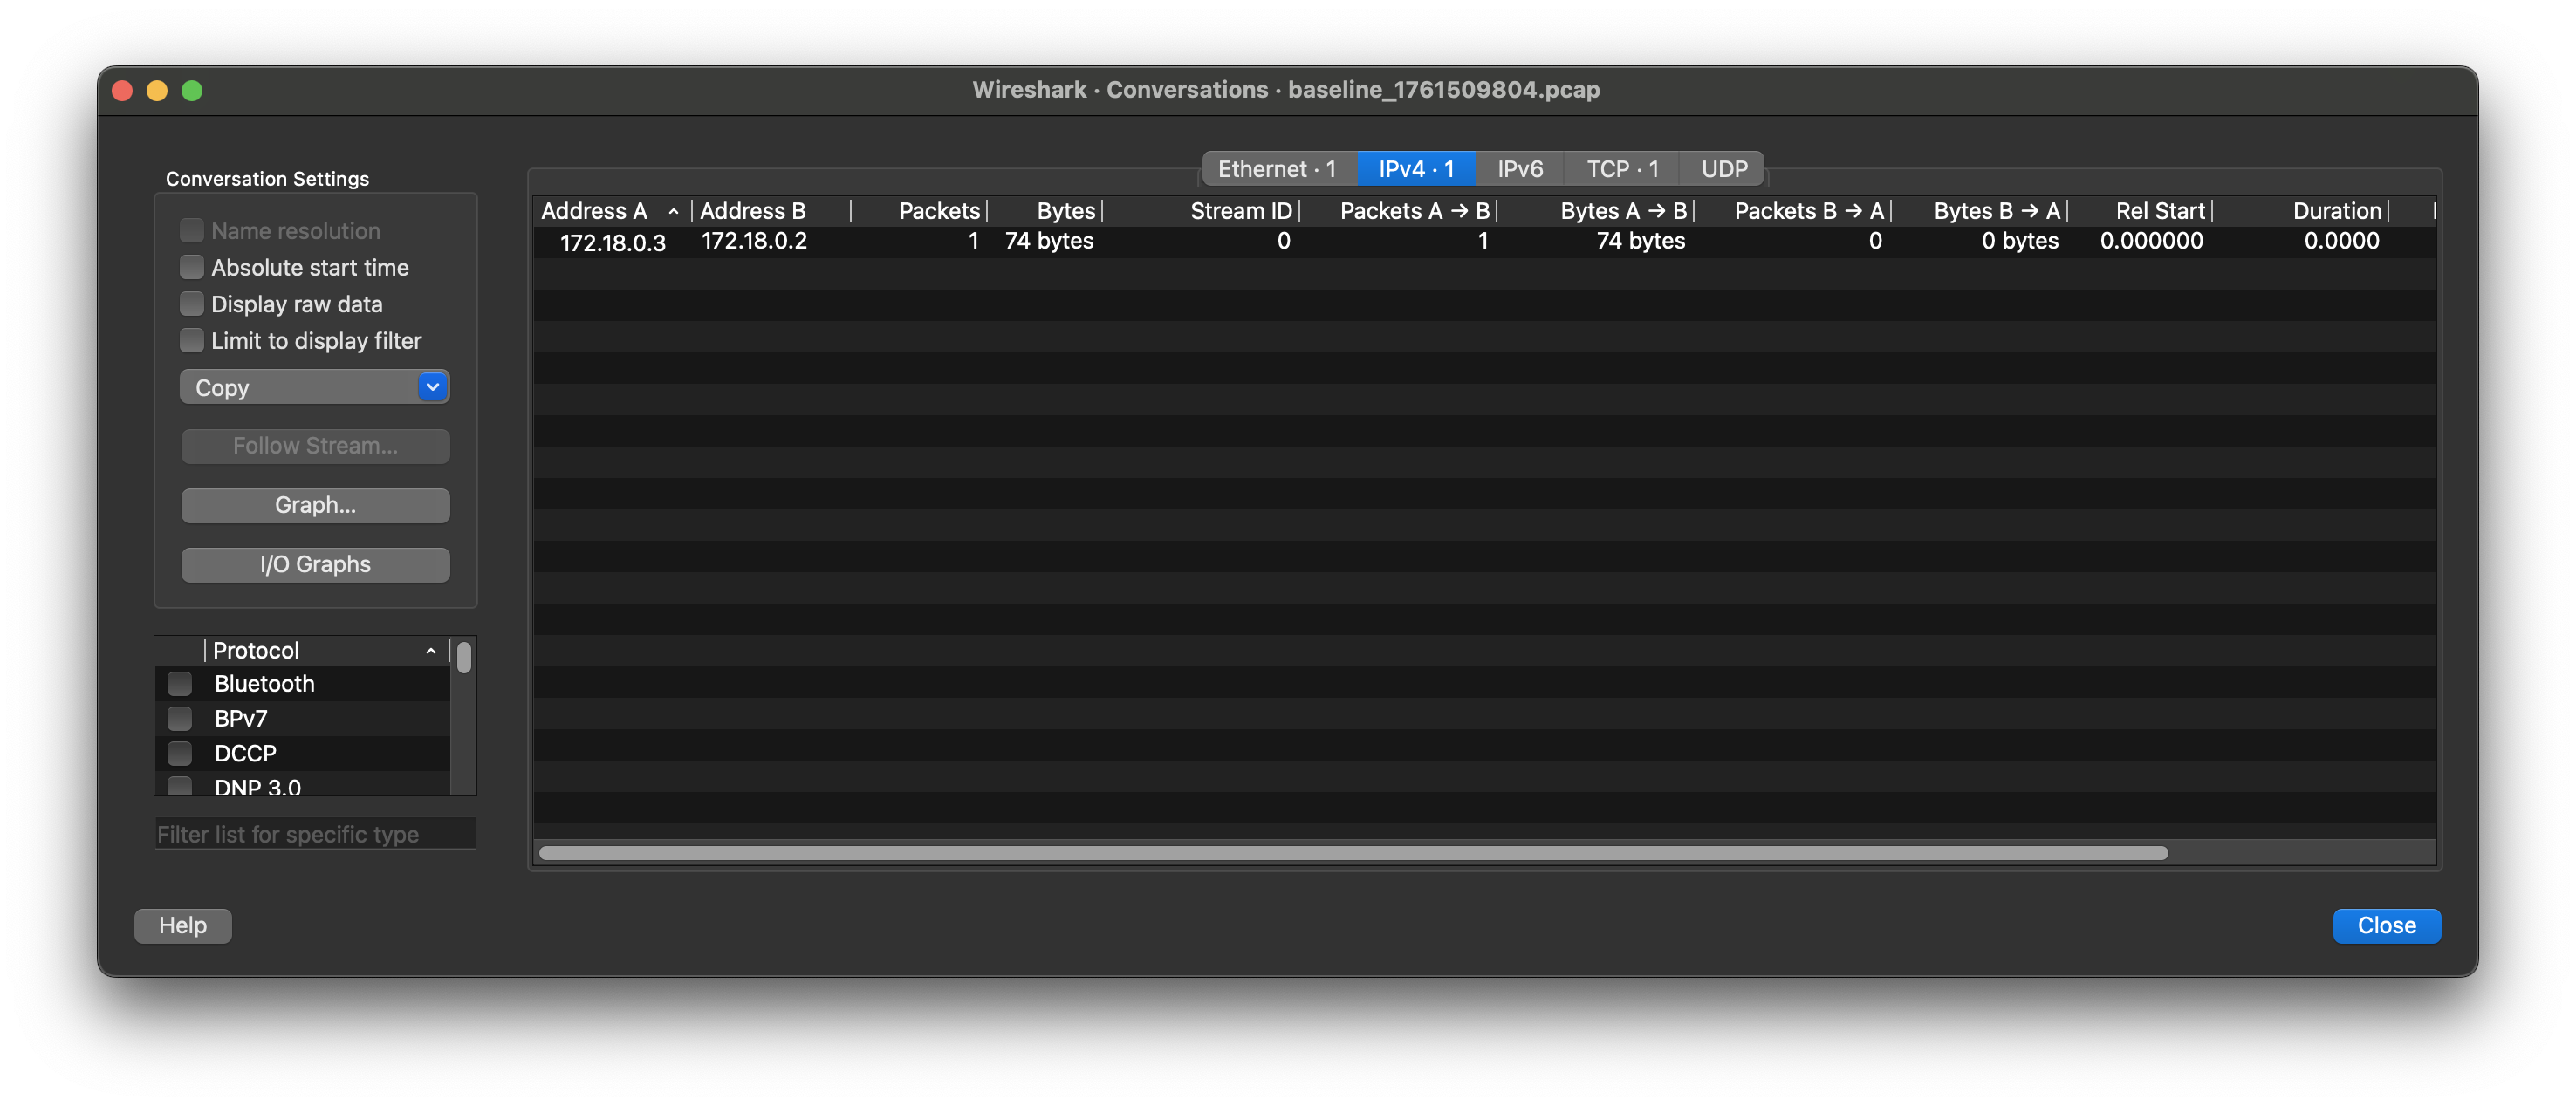 Wireshark · Conversations · baseline_1761509804.pcap
Conversation Settings
Name resolution
Absolute start time
Display raw data
Limit to display filter
Copy
Follow Stream...
Graph...
I/O Graphs
Protocol
Bluetooth
BPv7
DCCP
DNP 3.0
Filter list for specific type
Ethernet · 1 IPv4 · 1 IPv6 TCP · 1 UDP
Address A Address B Packets Bytes Stream ID Packets A → B Bytes A → B Packets B → A Bytes B → A Rel Start Duration
172.18.0.3 172.18.0.2 1 74 bytes 0 1 74 bytes 0 0 bytes 0.000000 0.0000
Help
Close